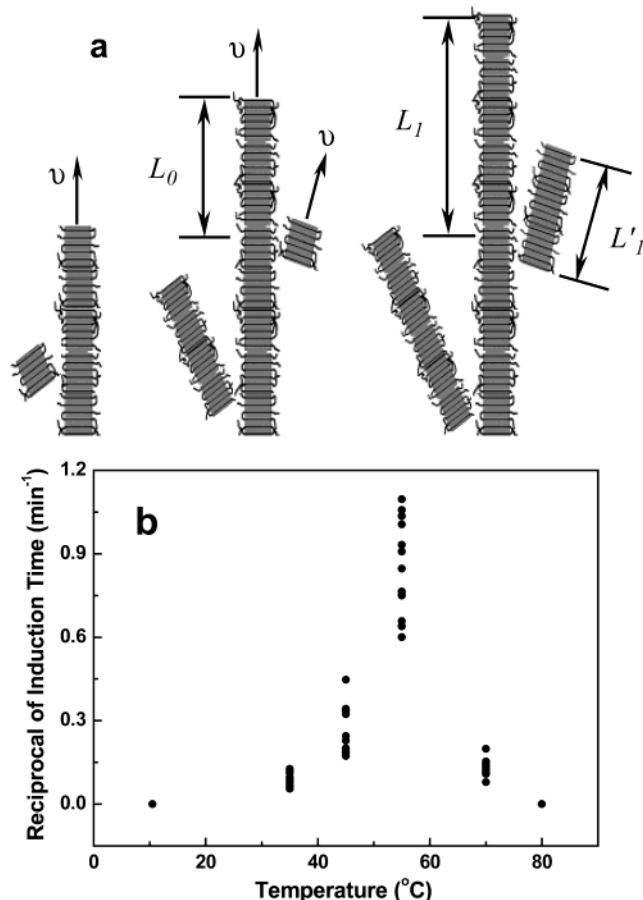 a
υ
υ
L₀
υ
L₁
L'₁
b
Reciprocal of Induction Time (min⁻¹)
1.2
0.9
0.6
0.3
0.0
0 20 40 60 80
Temperature (°C)